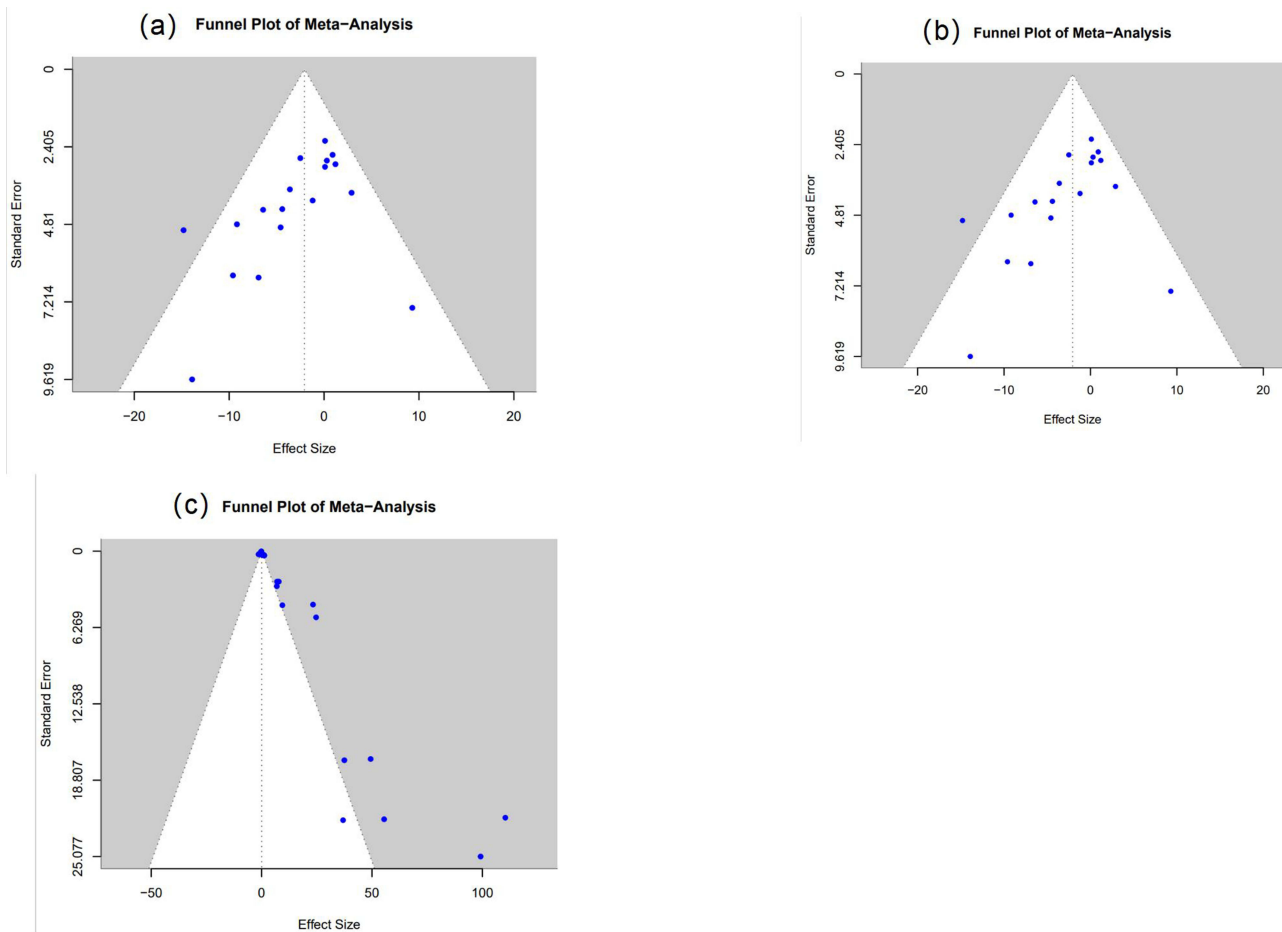 (a) Funnel Plot of Meta−Analysis
0
2.405
4.81
7.214
9.619
Standard Error
−20 −10 0 10 20
Effect Size
(b) Funnel Plot of Meta−Analysis
0
2.405
4.81
7.214
9.619
Standard Error
−20 −10 0 10 20
Effect Size
(c) Funnel Plot of Meta−Analysis
0
6.269
12.538
18.807
25.077
Standard Error
−50 0 50 100
Effect Size